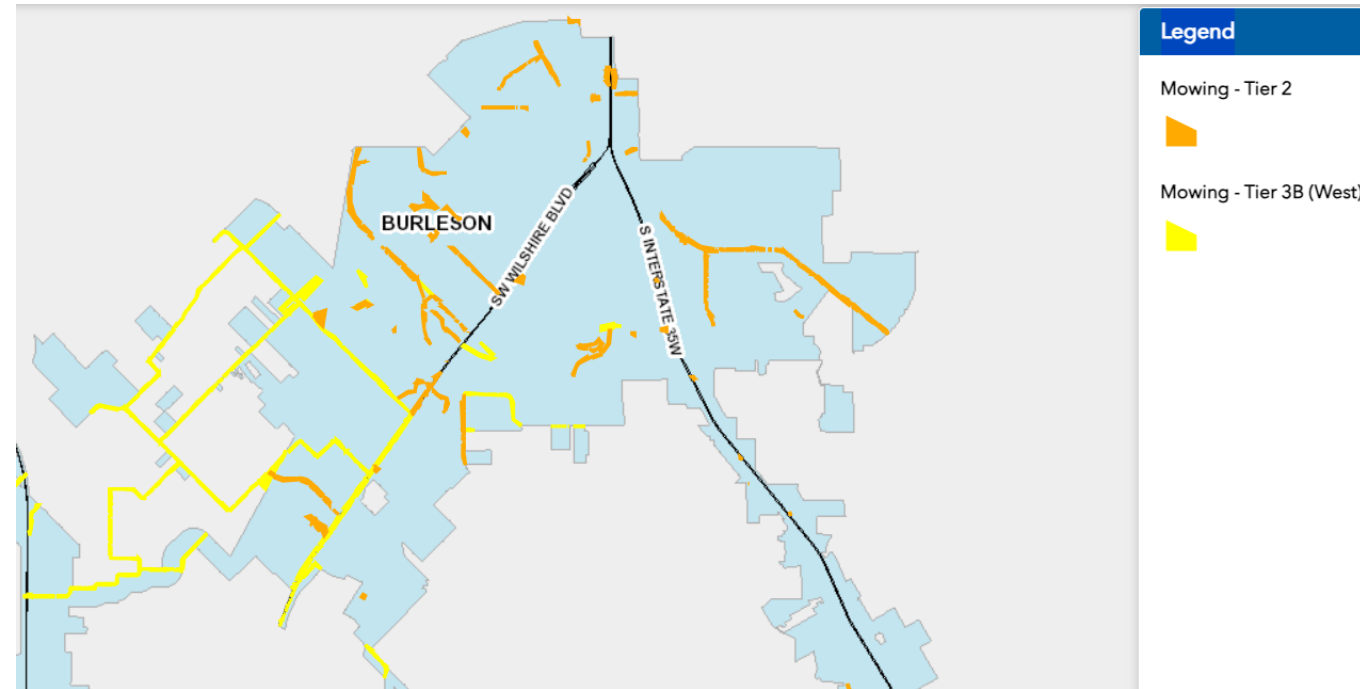 Legend
Mowing - Tier 2
Mowing - Tier 3B (West)
BURLESON
SW WILSHIRE BLVD
S INTERSTATE 35W